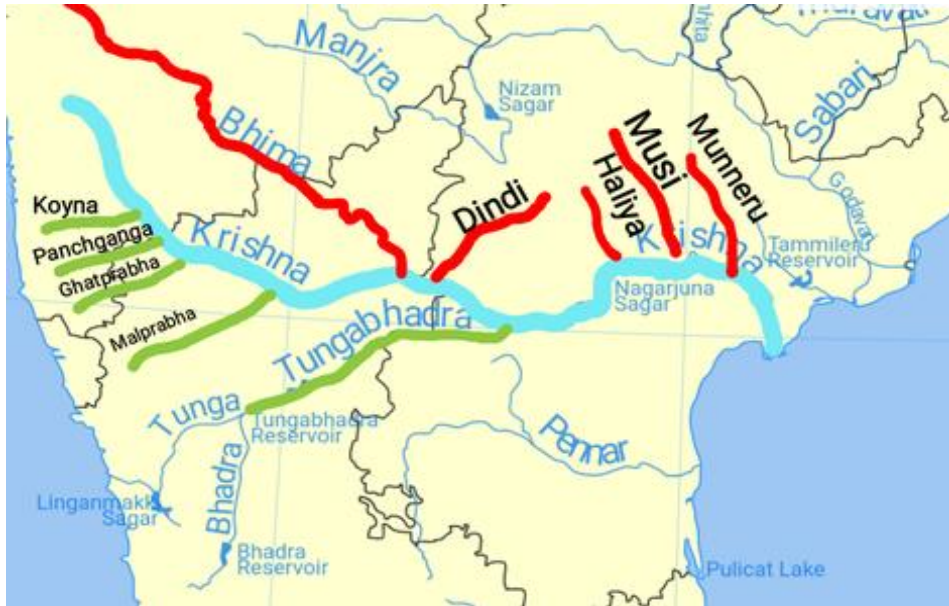 Manjra
Nizam
Sagar
Sabari
Bhima
Musi
Munneru
Haliya
Dindi
Godavari
Koyna
Panchganga
Ghatprabha
Krishna
Krishna
Tammileru
Reservoir
Nagarjuna
Sagar
Malprabha
Tungabhadra
Tunga
Tungabhadra
Reservoir
Bhadra
Pennar
Linganmakki
Sagar
Bhadra
Reservoir
Pulicat Lake